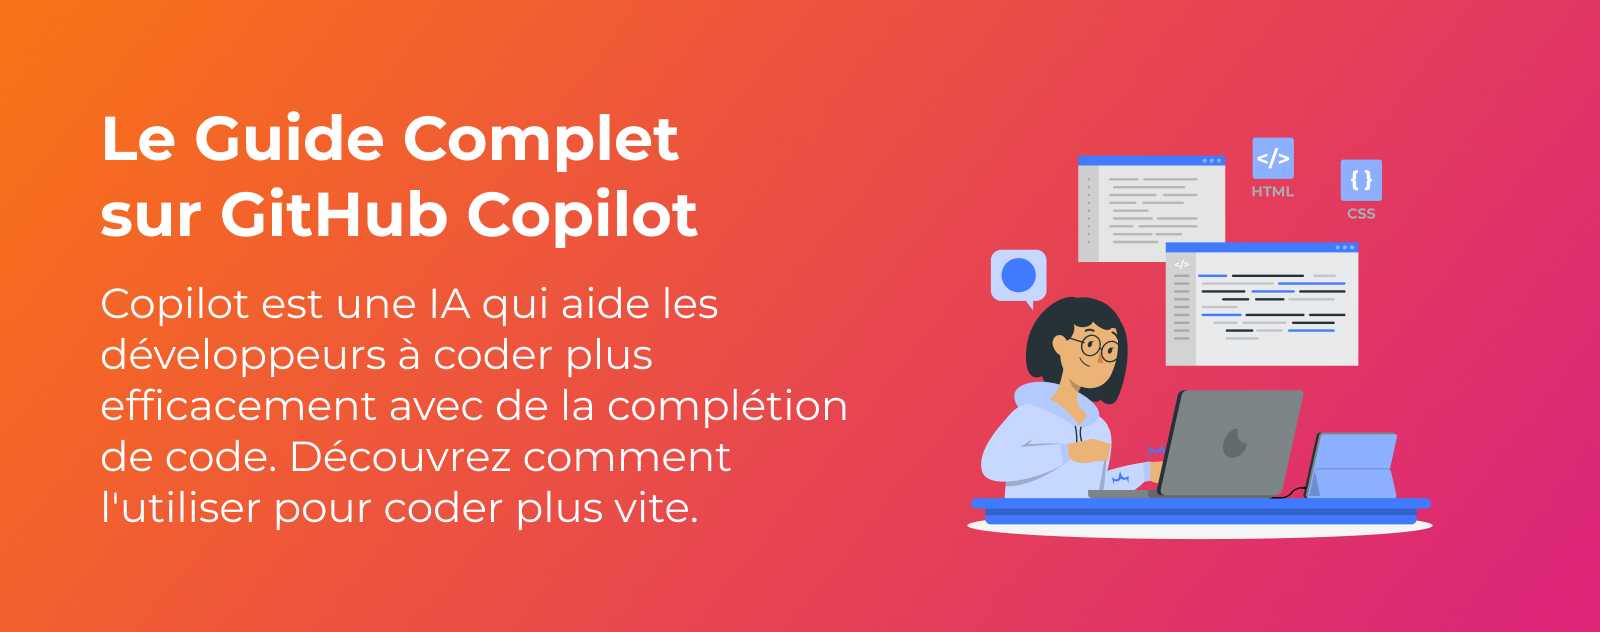 Le Guide Complet
sur GitHub Copilot
Copilot est une IA qui aide les
développeurs à coder plus
efficacement avec de la complétion
de code. Découvrez comment
l'utiliser pour coder plus vite.
</>
HTML
{ }
CSS
</>